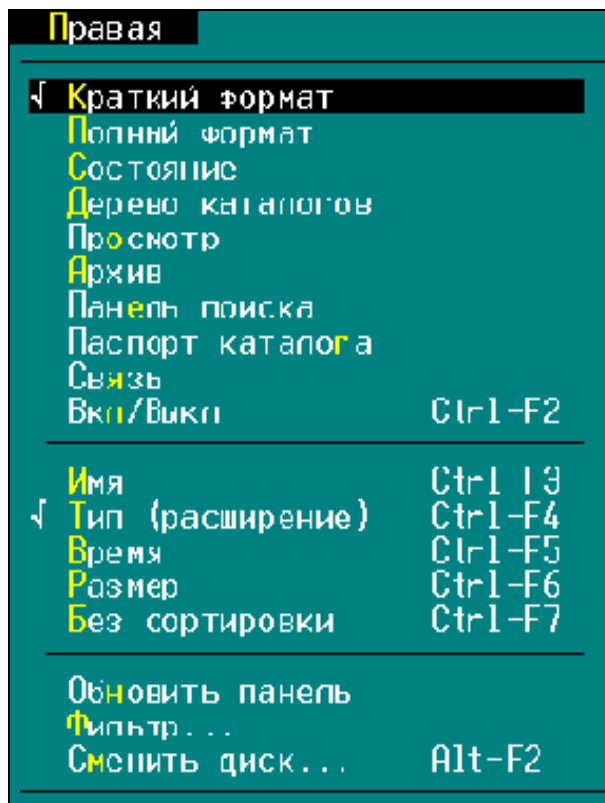 Правая
√ Краткий формат
Полный формат
Состояние
Дерево каталогов
Просмотр
Архив
Панель поиска
Паспорт каталога
Связь
Вкл/Выкл Ctrl-F2
Имя Ctrl-F3
√ Тип (расширение) Ctrl-F4
Время Ctrl-F5
Размер Ctrl-F6
Без сортировки Ctrl-F7
Обновить панель
Фильтр...
Сменить диск... Alt-F2